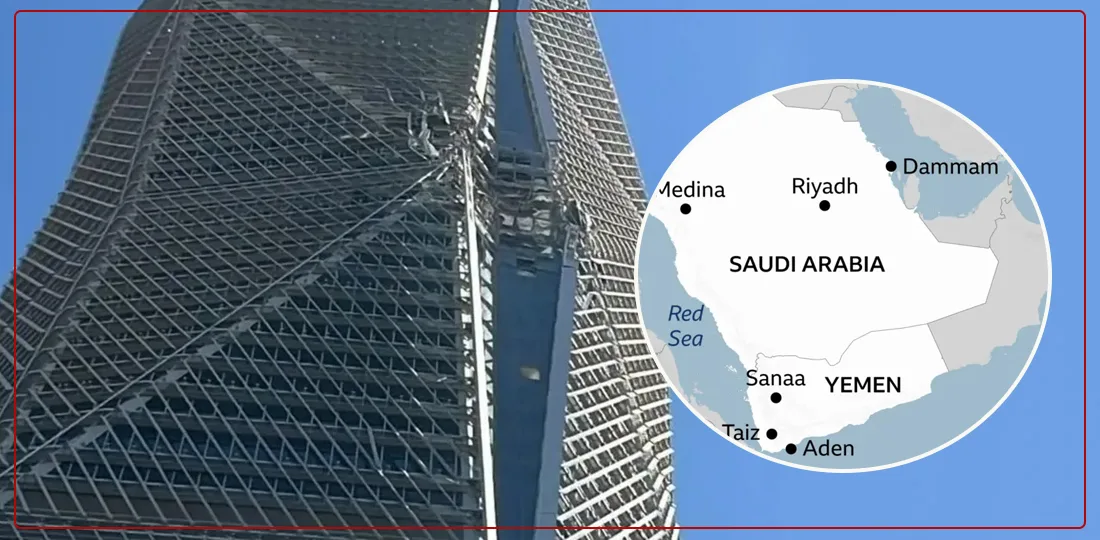 Dammam
Medina
Riyadh
SAUDI ARABIA
Red
Sea
Sanaa
YEMEN
Taiz
Aden